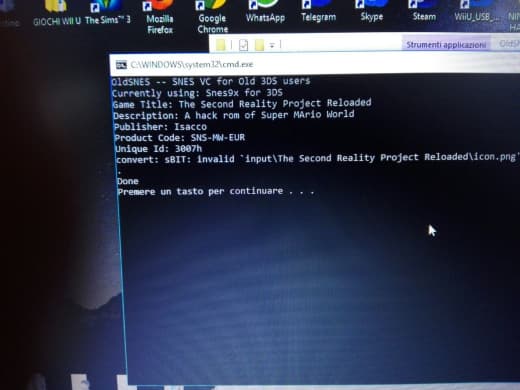 GIOCHI WII U
The Sims™ 3
Mozilla Firefox
Google Chrome
WhatsApp
Telegram
Skype
Steam
WiiU_USB_...
Strumenti applicazioni
C:\WINDOWS\system32\cmd.exe
OldSNES -- SNES VC for Old 3DS users
Currently using: Snes9x for 3DS
Game Title: The Second Reality Project Reloaded
Description: A hack rom of Super MArio World
Publisher: Isacco
Product Code: SNS-MW-EUR
Unique Id: 3007h
convert: sBIT: invalid `input\The Second Reality Project Reloaded\icon.png'
.
Done
Premere un tasto per continuare . . .